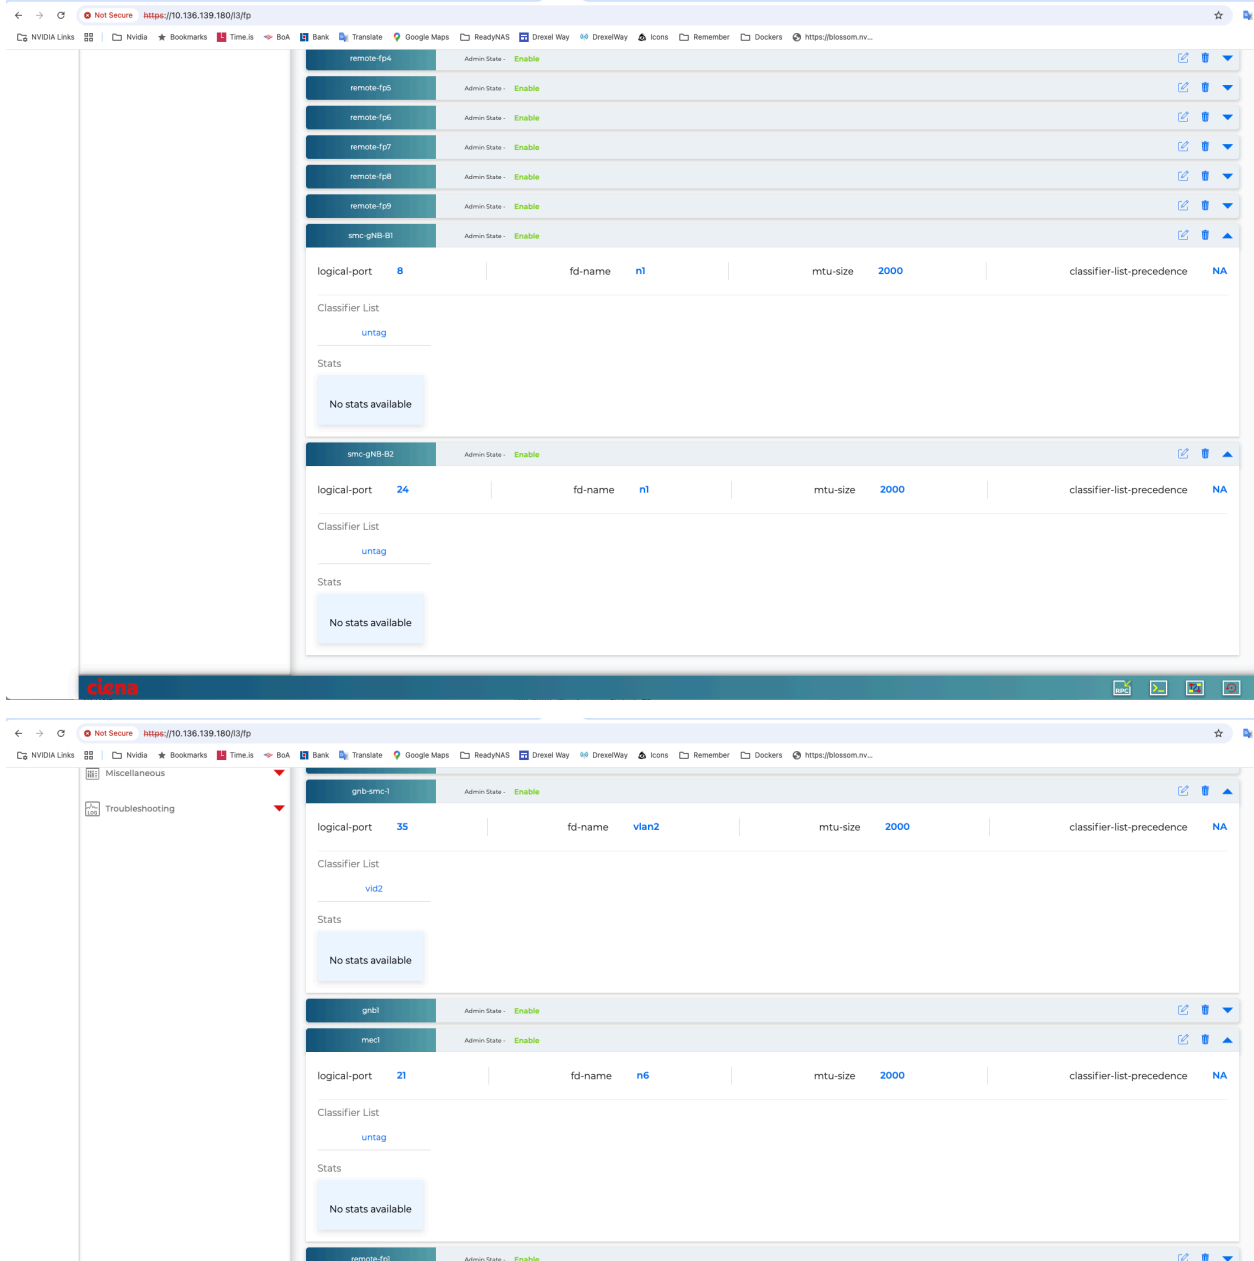 Not Secure https://10.136.139.180/l3/fp
NVIDIA Links Nvidia Bookmarks Time.is BoA Bank Translate Google Maps ReadyNAS Drexel Way DrexelWay Icons Remember Dockers https://blossom.nv...
remote-fp4 Admin State - Enable
remote-fp5 Admin State - Enable
remote-fp6 Admin State - Enable
remote-fp7 Admin State - Enable
remote-fp8 Admin State - Enable
remote-fp9 Admin State - Enable
smc-gNB-B1 Admin State - Enable
logical-port 8 fd-name n1 mtu-size 2000 classifier-list-precedence NA
Classifier List
untag
Stats
No stats available
smc-gNB-B2 Admin State - Enable
logical-port 24 fd-name n1 mtu-size 2000 classifier-list-precedence NA
Classifier List
untag
Stats
No stats available
ciena RPC
Not Secure https://10.136.139.180/l3/fp
NVIDIA Links Nvidia Bookmarks Time.is BoA Bank Translate Google Maps ReadyNAS Drexel Way DrexelWay Icons Remember Dockers https://blossom.nv...
Miscellaneous
gnb-smc-1 Admin State - Enable
LOG Troubleshooting
logical-port 35 fd-name vlan2 mtu-size 2000 classifier-list-precedence NA
Classifier List
vid2
Stats
No stats available
gnb1 Admin State - Enable
mec1 Admin State - Enable
logical-port 21 fd-name n6 mtu-size 2000 classifier-list-precedence NA
Classifier List
untag
Stats
No stats available
remote-fp1 Admin State - Enable